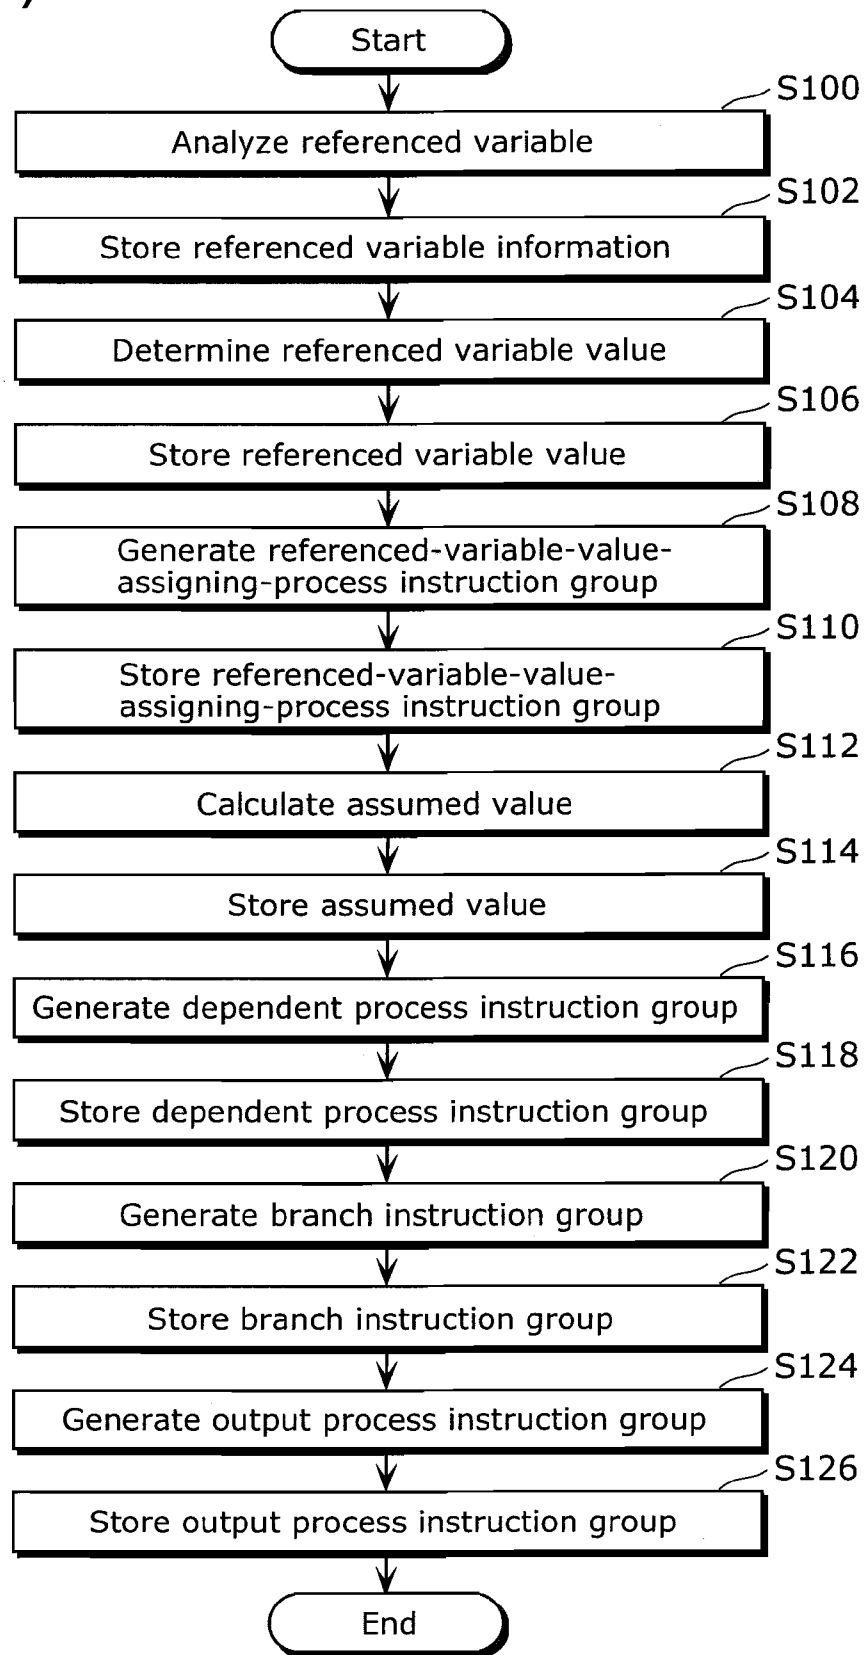 Start
S100
Analyze referenced variable
S102
Store referenced variable information
S104
Determine referenced variable value
S106
Store referenced variable value
S108
Generate referenced-variable-value-
assigning-process instruction group
S110
Store referenced-variable-value-
assigning-process instruction group
S112
Calculate assumed value
S114
Store assumed value
S116
Generate dependent process instruction group
S118
Store dependent process instruction group
S120
Generate branch instruction group
S122
Store branch instruction group
S124
Generate output process instruction group
S126
Store output process instruction group
End